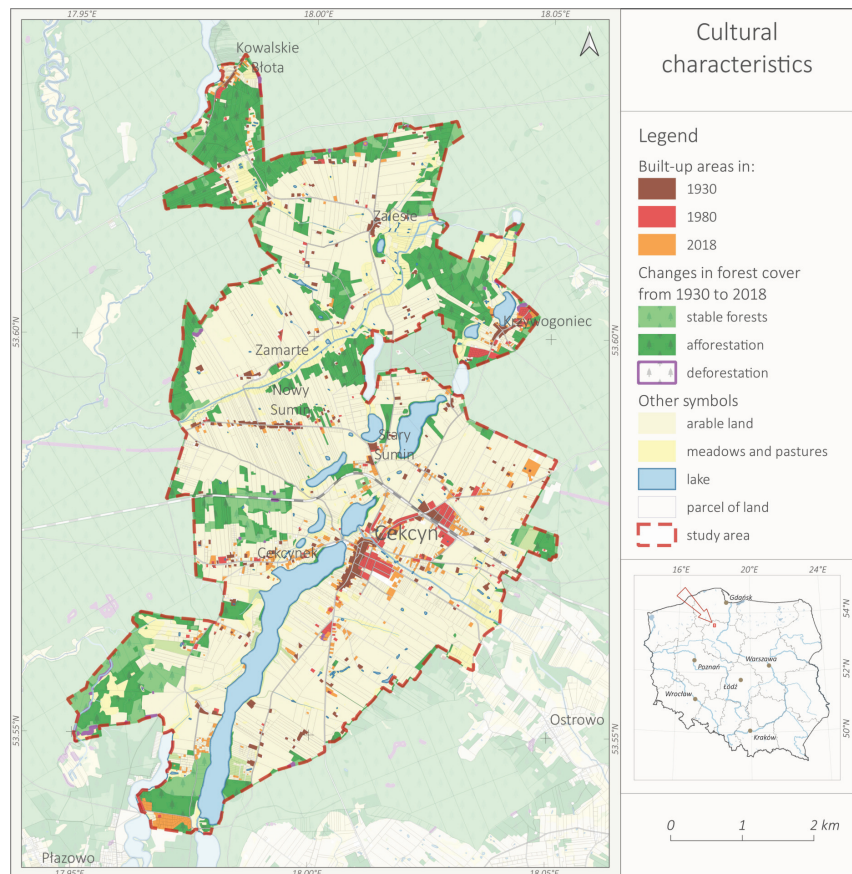 17.95°E
18.00°E
18.05°E
Kowalskie
Błota
Zalesie
Krzywogoniec
53.60°N
53.60°N
Zamarte
Nowy
Sumin
Stary
Sumin
Cekcyn
Cekcynek
Ostrowo
53.55°N
53.55°N
Płazowo
17.95°E
18.00°E
18.05°E
Cultural
characteristics
Legend
Built-up areas in:
1930
1980
2018
Changes in forest cover
from 1930 to 2018
stable forests
afforestation
deforestation
Other symbols
arable land
meadows and pastures
lake
parcel of land
study area
16°E
20°E
24°E
Gdańsk
54°N
Poznań
Warszawa
52°N
Łódź
Wrocław
50°N
Kraków
0 1 2 km